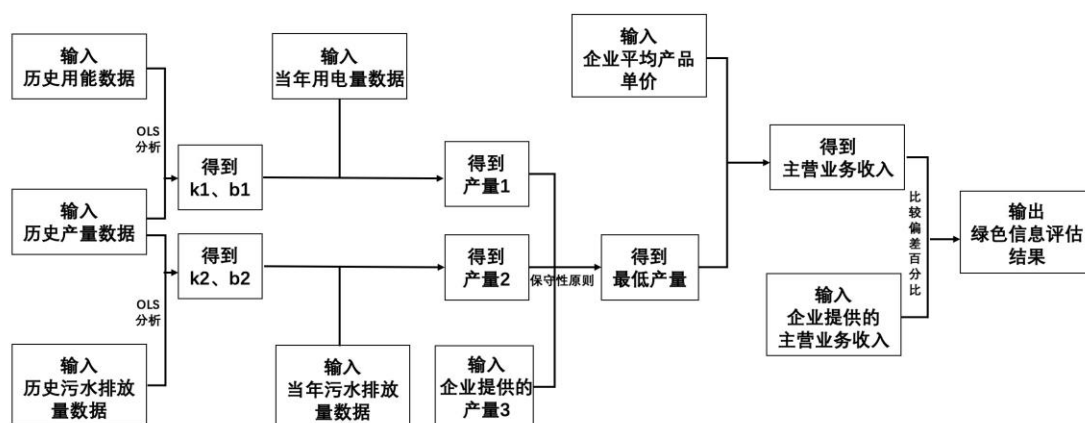 输入
历史用能数据
输入
当年用电量数据
输入
企业平均产品
单价
OLS
分析
得到
k1、b1
得到
产量1
得到
主营业务收入
输入
历史产量数据
得到
k2、b2
得到
产量2
保守性原则
得到
最低产量
比较偏差百分比
输出
绿色信息评估
结果
OLS
分析
输入
历史污水排放
量数据
输入
当年污水排放
量数据
输入
企业提供的
产量3
输入
企业提供的
主营业务收入